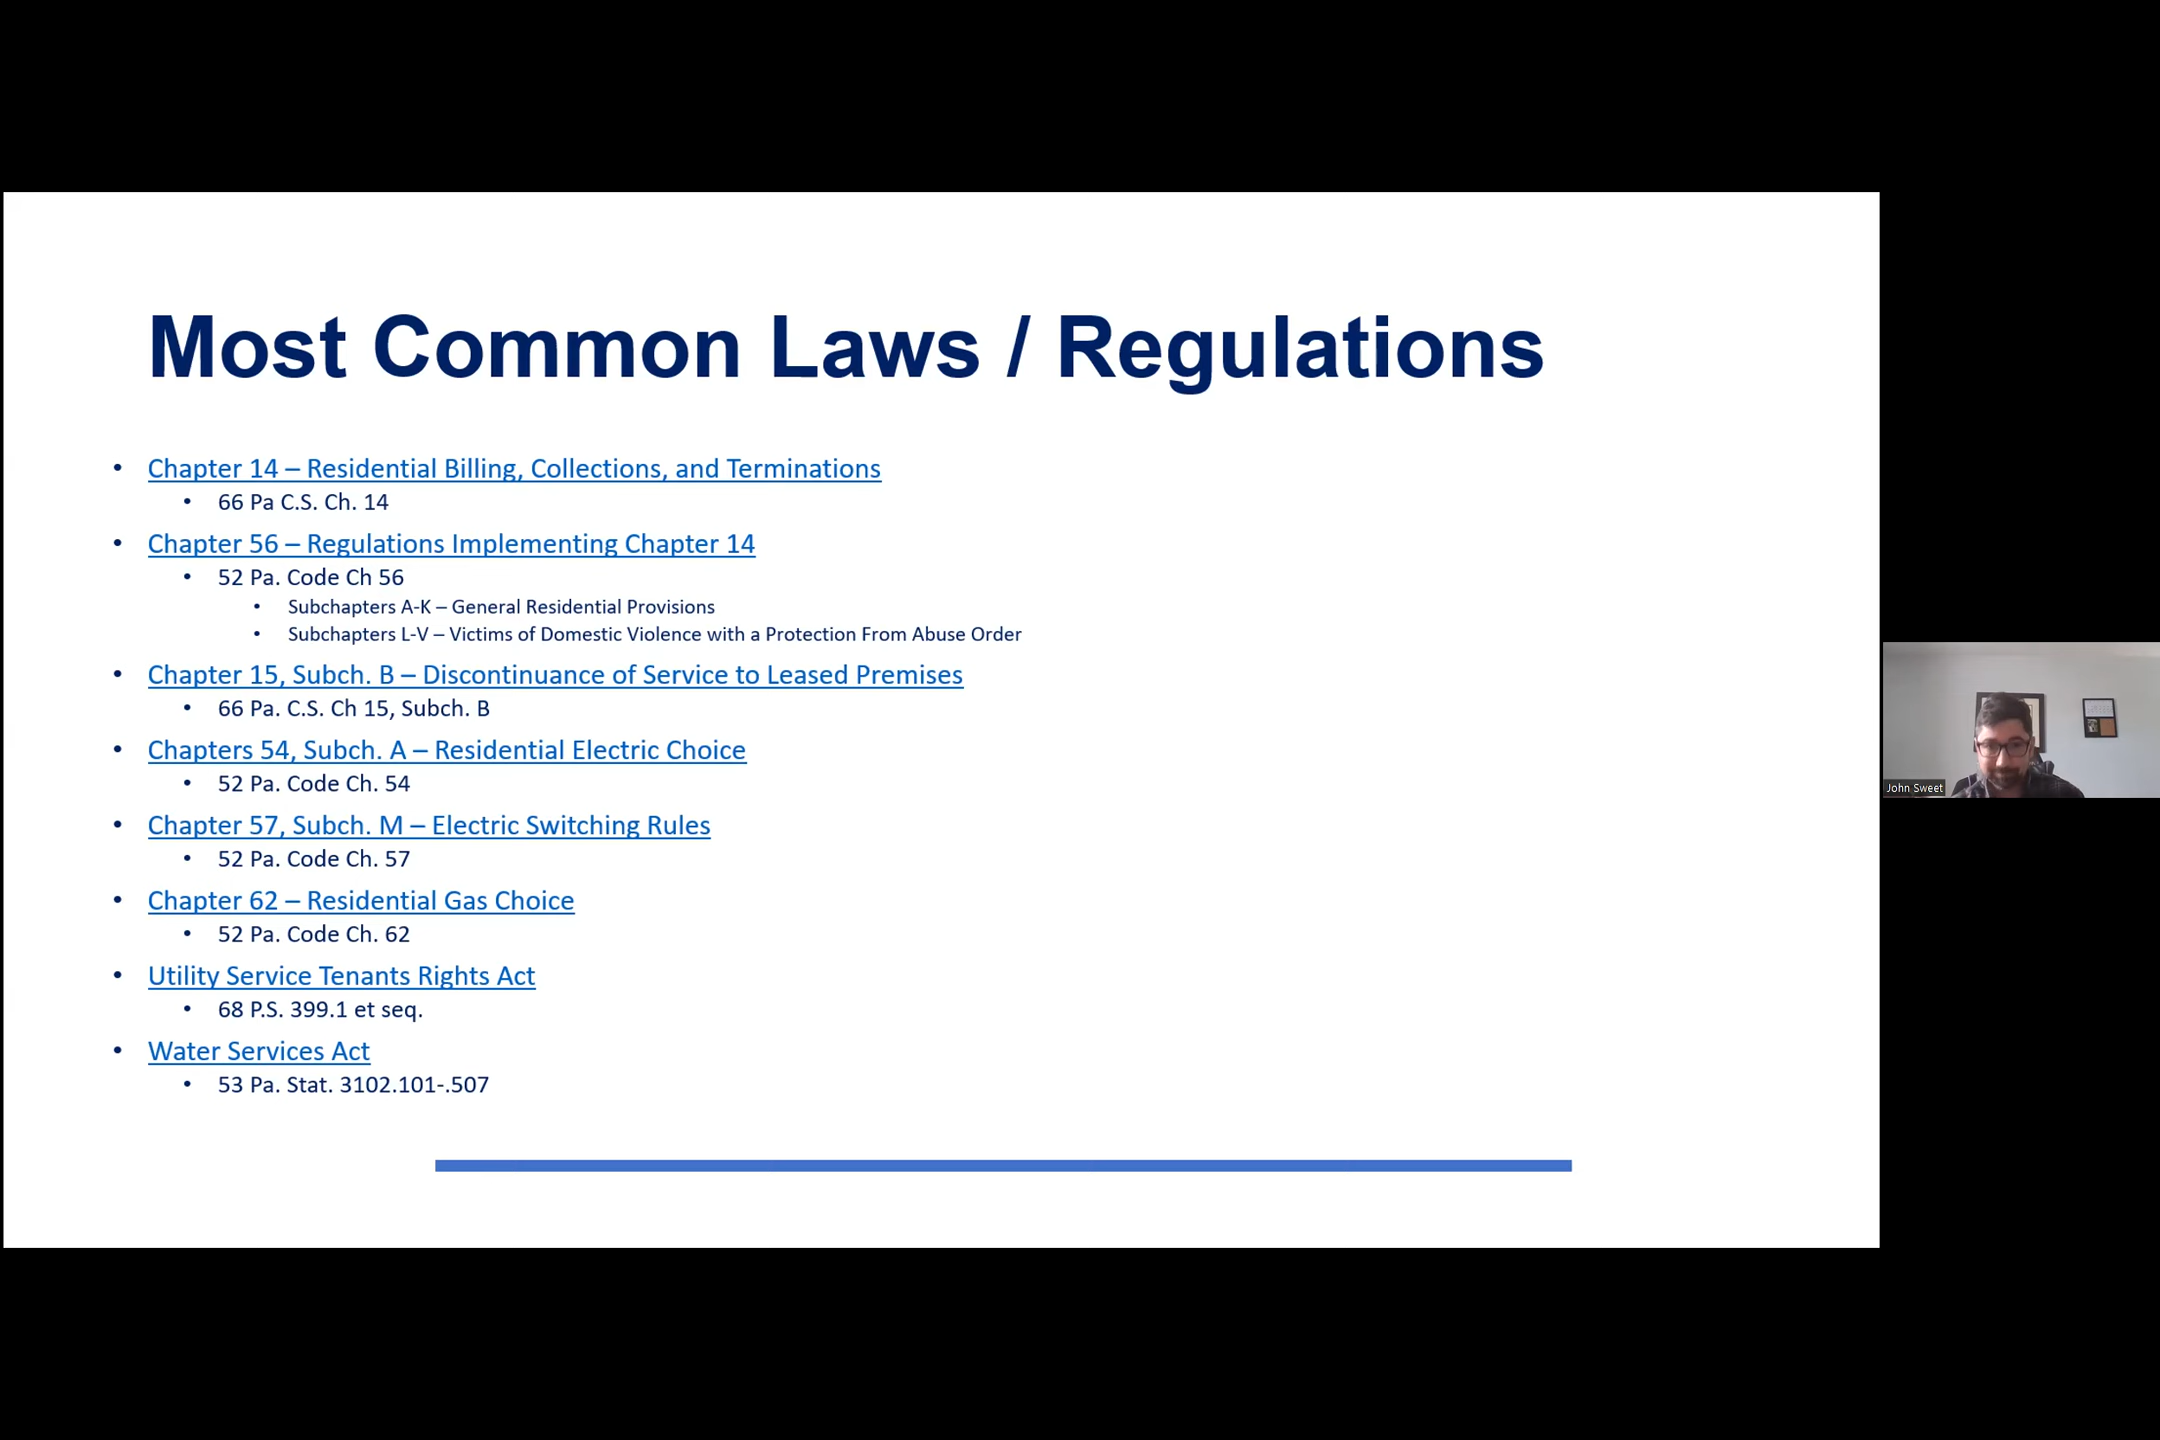 Most Common Laws / Regulations
• Chapter 14 – Residential Billing, Collections, and Terminations
• 66 Pa C.S. Ch. 14
• Chapter 56 – Regulations Implementing Chapter 14
• 52 Pa. Code Ch 56
• Subchapters A-K – General Residential Provisions
• Subchapters L-V – Victims of Domestic Violence with a Protection From Abuse Order
• Chapter 15, Subch. B – Discontinuance of Service to Leased Premises
• 66 Pa. C.S. Ch 15, Subch. B
• Chapters 54, Subch. A – Residential Electric Choice
• 52 Pa. Code Ch. 54
• Chapter 57, Subch. M – Electric Switching Rules
• 52 Pa. Code Ch. 57
• Chapter 62 – Residential Gas Choice
• 52 Pa. Code Ch. 62
• Utility Service Tenants Rights Act
• 68 P.S. 399.1 et seq.
• Water Services Act
• 53 Pa. Stat. 3102.101-.507
John Sweet